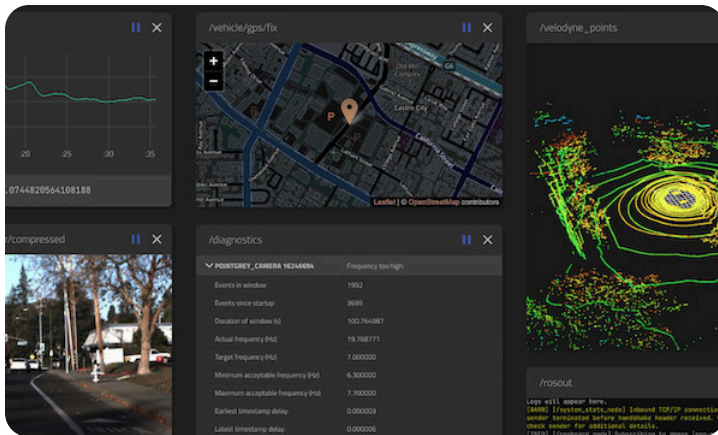 /vehicle/gps/fix
/velodyne_points
+
−
Old Mill
Compex
G6
Castro City
California Street
P
P
Leaflet | © OpenStreetMap contributors
:20
:25
:30
:35
.0744820564108188
r/compressed
/diagnostics
POINTGREY_CAMERA 16246694 Frequency too high.
Events in window 1992
Events since startup 3695
Duration of window (s) 100.764987
Actual frequency (Hz) 19.768771
Target frequency (Hz) 7.000000
Minimum acceptable frequency (Hz) 6.300000
Maximum acceptable frequency (Hz) 7.700000
Earliest timestamp delay: 0.000003
Latest timestamp delay: 0.000006
/rosout
Logs will appear here.
[WARN] [/system_stats_node] Inbound TCP/IP connectio
sender terminated before handshake header received.
check sender for additional details.